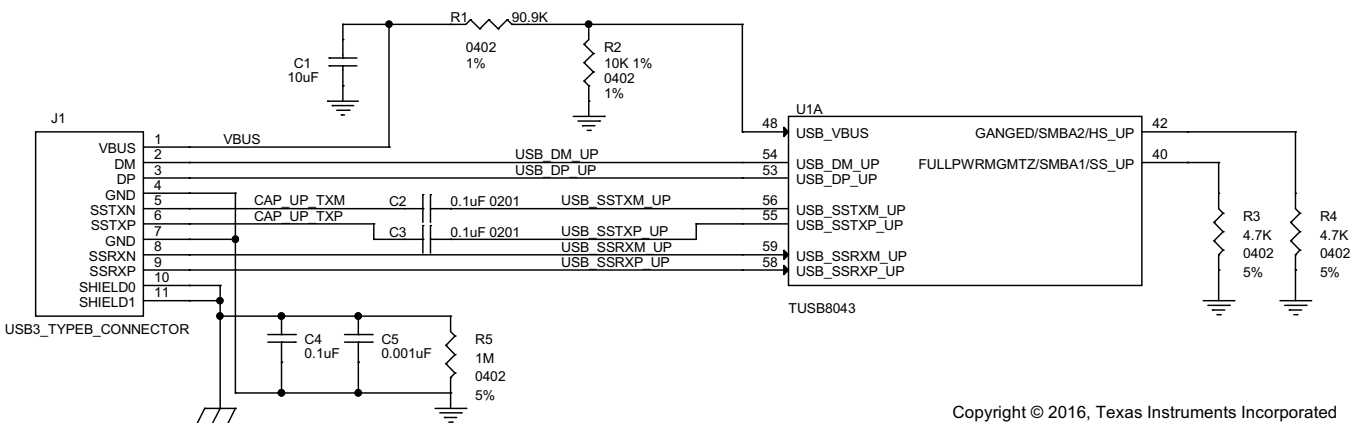 R1
90.9K
0402
1%
R2
10K 1%
0402
1%
C1
10uF
J1
VBUS
DM
DP
GND
SSTXN
SSTXP
GND
SSRXN
SSRXP
SHIELD0
SHIELD1
USB3_TYPEB_CONNECTOR
1
2
3
4
5
6
7
8
9
10
11
VBUS
USB_DM_UP
USB_DP_UP
CAP_UP_TXM
C2
0.1uF 0201
USB_SSTXM_UP
CAP_UP_TXP
C3
0.1uF 0201
USB_SSTXP_UP
USB_SSRXM_UP
USB_SSRXP_UP
48
54
53
56
55
59
58
U1A
USB_VBUS
USB_DM_UP
USB_DP_UP
USB_SSTXM_UP
USB_SSTXP_UP
USB_SSRXM_UP
USB_SSRXP_UP
GANGED/SMBA2/HS_UP
FULLPWRMGMTZ/SMBA1/SS_UP
TUSB8043
42
40
R3
4.7K
0402
5%
R4
4.7K
0402
5%
C4
0.1uF
C5
0.001uF
R5
1M
0402
5%
Copyright © 2016, Texas Instruments Incorporated